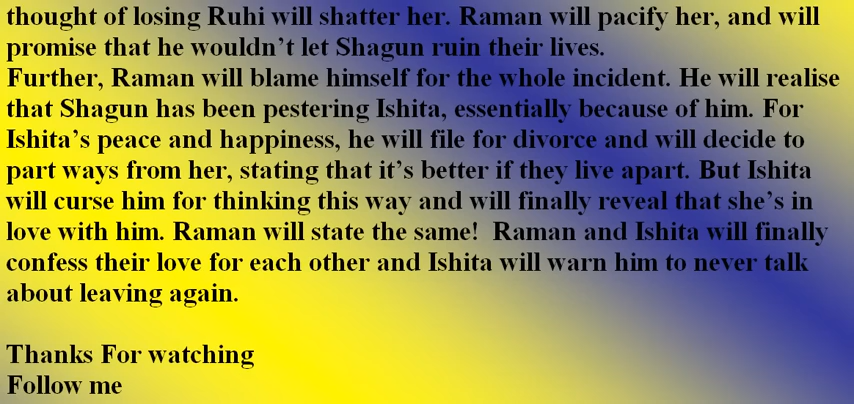 thought of losing Ruhi will shatter her. Raman will pacify her, and will
promise that he wouldn’t let Shagun ruin their lives.
Further, Raman will blame himself for the whole incident. He will realise
that Shagun has been pestering Ishita, essentially because of him. For
Ishita’s peace and happiness, he will file for divorce and will decide to
part ways from her, stating that it’s better if they live apart. But Ishita
will curse him for thinking this way and will finally reveal that she’s in
love with him. Raman will state the same!  Raman and Ishita will finally
confess their love for each other and Ishita will warn him to never talk
about leaving again.
Thanks For watching
Follow me